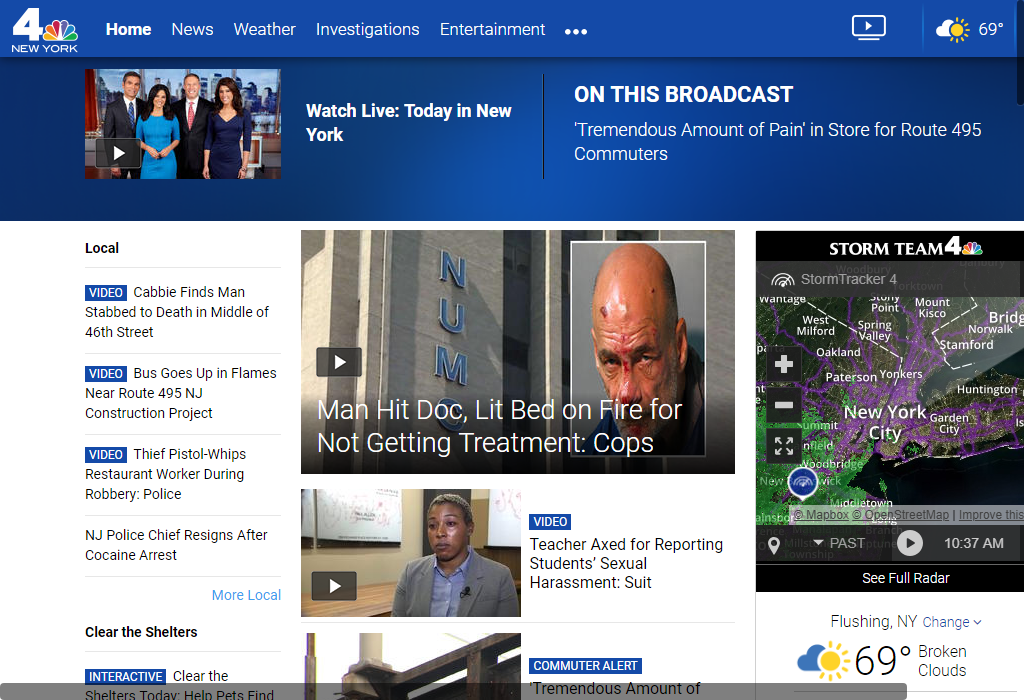 4
NEW YORK
Home
News
Weather
Investigations
Entertainment
69°
Watch Live: Today in New
York
ON THIS BROADCAST
'Tremendous Amount of Pain' in Store for Route 495
Commuters
Local
VIDEO Cabbie Finds Man
Stabbed to Death in Middle of
46th Street
VIDEO Bus Goes Up in Flames
Near Route 495 NJ
Construction Project
VIDEO Thief Pistol-Whips
Restaurant Worker During
Robbery: Police
NJ Police Chief Resigns After
Cocaine Arrest
More Local
Clear the Shelters
INTERACTIVE Clear the
Shelters Today: Help Pets Find
NUMC
Man Hit Doc, Lit Bed on Fire for
Not Getting Treatment: Cops
VIDEO
Teacher Axed for Reporting
Students' Sexual
Harassment: Suit
COMMUTER ALERT
'Tremendous Amount of
STORM TEAM 4
StormTracker 4
Wantage
Stony
Point
Mount
Kisco
West
Milford
Spring
Valley
Norwalk
Stamford
Oakland
Paterson
Yonkers
Huntington
New York
City
Garden
City
Woodbridge
Middletown
© Mapbox © OpenStreetMap | Improve this
PAST
10:37 AM
See Full Radar
Flushing, NY Change
69°
Broken
Clouds